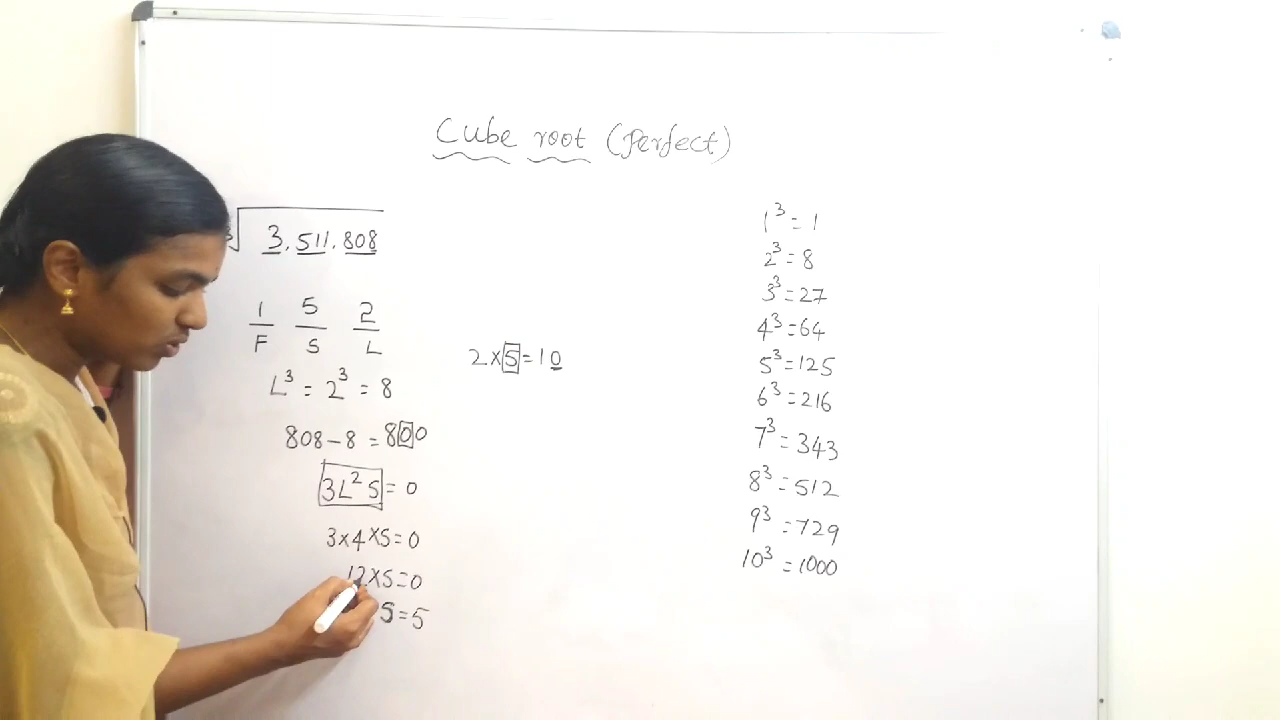 Cube root (Perfect)
3,511,808
1 5 2
F S L
L³ = 2³ = 8
808 - 8 = 800
3L²S = 0
3×4×S=0
12×S=0
S=5
2×5=10
1³ = 1
2³ = 8
3³ = 27
4³ = 64
5³ = 125
6³ = 216
7³ = 343
8³ = 512
9³ = 729
10³ = 1000